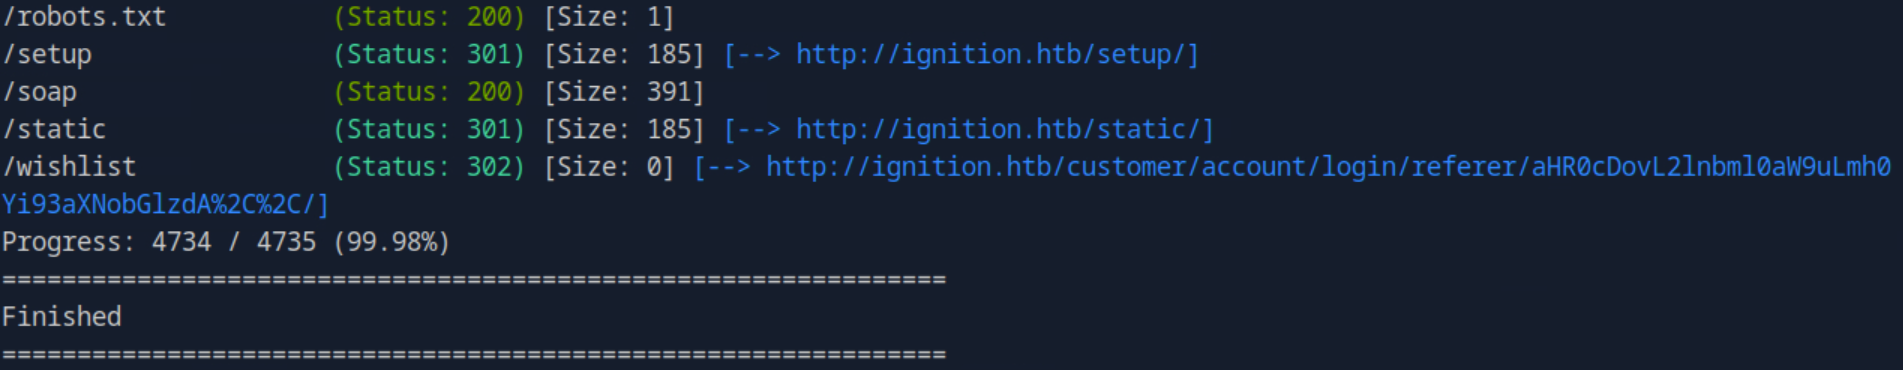 /robots.txt           (Status: 200) [Size: 1]
/setup                (Status: 301) [Size: 185] [--> http://ignition.htb/setup/]
/soap                 (Status: 200) [Size: 391]
/static               (Status: 301) [Size: 185] [--> http://ignition.htb/static/]
/wishlist             (Status: 302) [Size: 0] [--> http://ignition.htb/customer/account/login/referer/aHR0cDovL2lnbml0aW9uLmh0
Yi93aXNobGlzdA%2C%2C/]
Progress: 4734 / 4735 (99.98%)
===============================================================
Finished
===============================================================